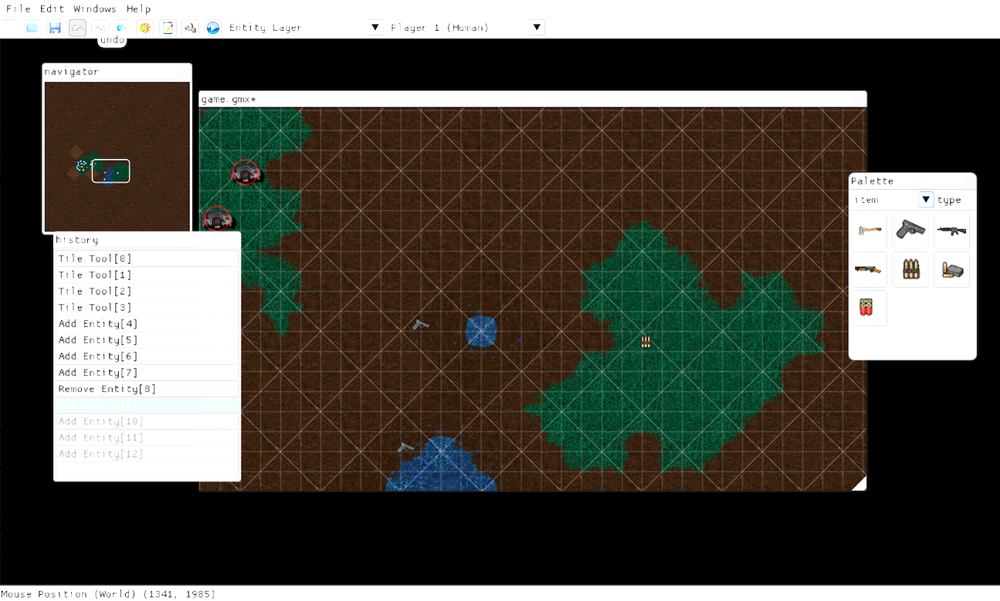 File Edit Windows Help
Entity Layer
Player 1 (Human)
undo
navigator
game.gmx*
Palette
item
type
history
Tile Tool[0]
Tile Tool[1]
Tile Tool[2]
Tile Tool[3]
Add Entity[4]
Add Entity[5]
Add Entity[6]
Add Entity[7]
Remove Entity[8]
Add Entity[9]
Add Entity[10]
Add Entity[11]
Add Entity[12]
Mouse Position (World) (1341, 1985)